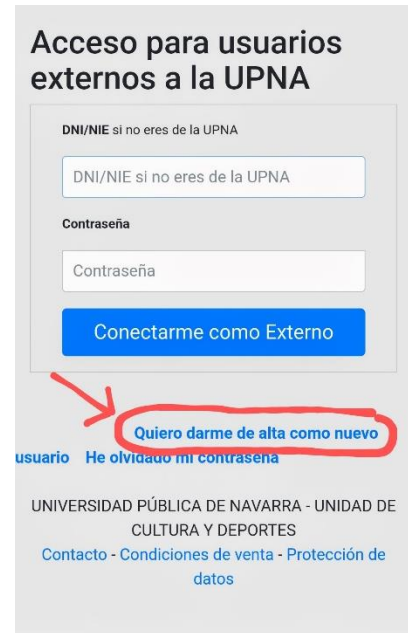 Acceso para usuarios
externos a la UPNA
DNI/NIE si no eres de la UPNA
DNI/NIE si no eres de la UPNA
Contraseña
Contraseña
Conectarme como Externo
Quiero darme de alta como nuevo
usuario He olvidado mi contraseña
UNIVERSIDAD PÚBLICA DE NAVARRA - UNIDAD DE
CULTURA Y DEPORTES
Contacto - Condiciones de venta - Protección de
datos